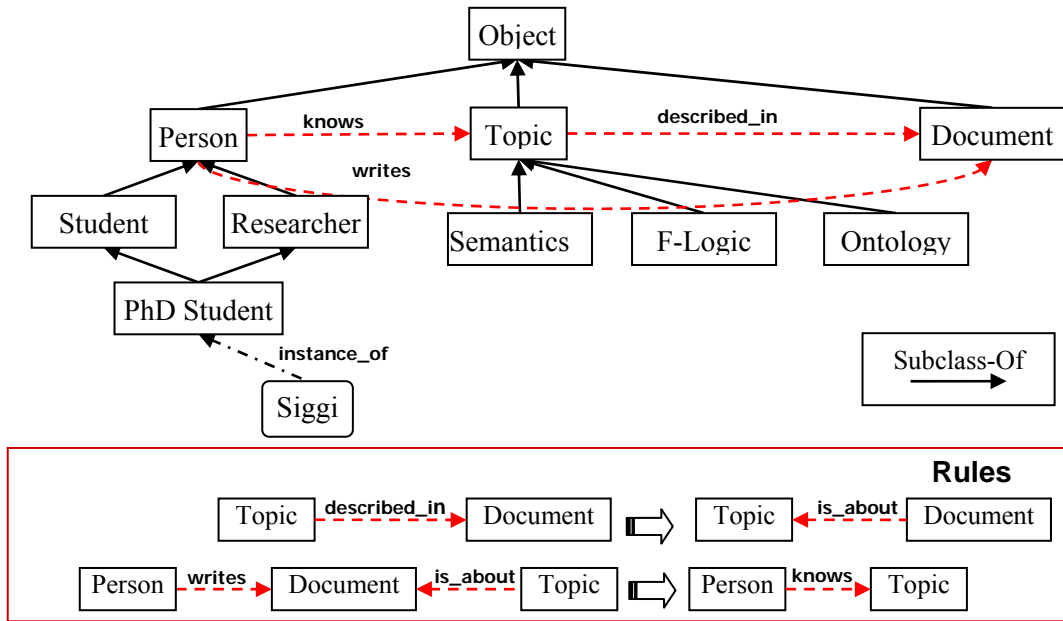 Object
knows
described_in
Person
Topic
Document
writes
Student
Researcher
Semantics
F-Logic
Ontology
PhD Student
instance_of
Subclass-Of
Siggi
Rules
Topic described_in Document Topic is_about Document
Person writes Document is_about Topic Person knows Topic